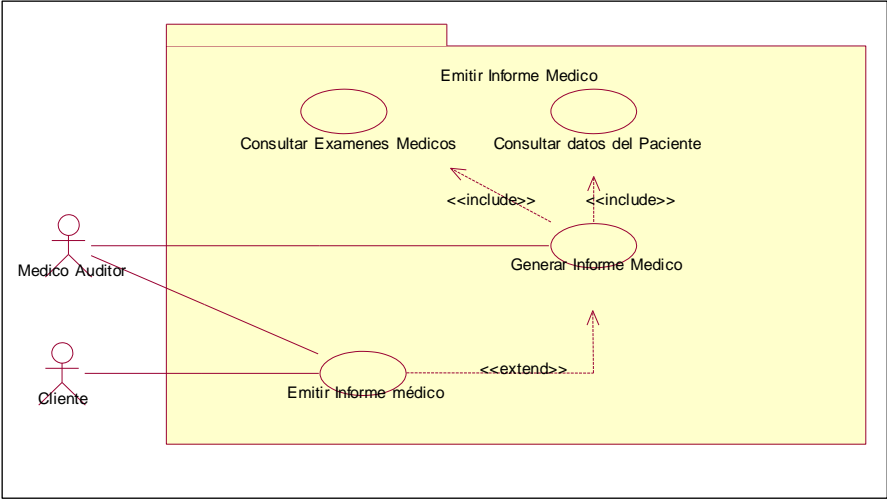 Emitir Informe Medico
Consultar Examenes Medicos
Consultar datos del Paciente
<<include>>
<<include>>
Medico Auditor
Generar Informe Medico
<<extend>>
Cliente
Emitir Informe médico